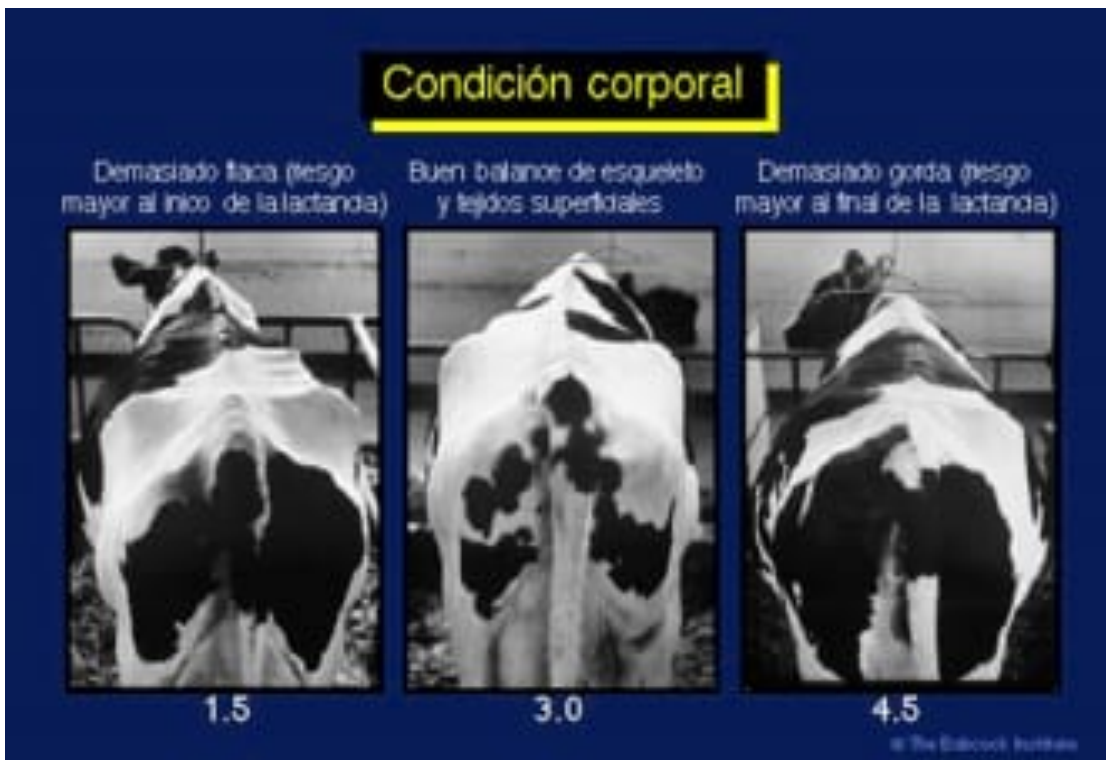 Condición corporal
Demasiado flaca (riesgo
mayor al inico de la lactancia)
Buen balance de esqueleto
y tejidos superficiales
Demasiado gorda (riesgo
mayor al final de la lactancia)
1.5
3.0
4.5
© The Babcock Institute